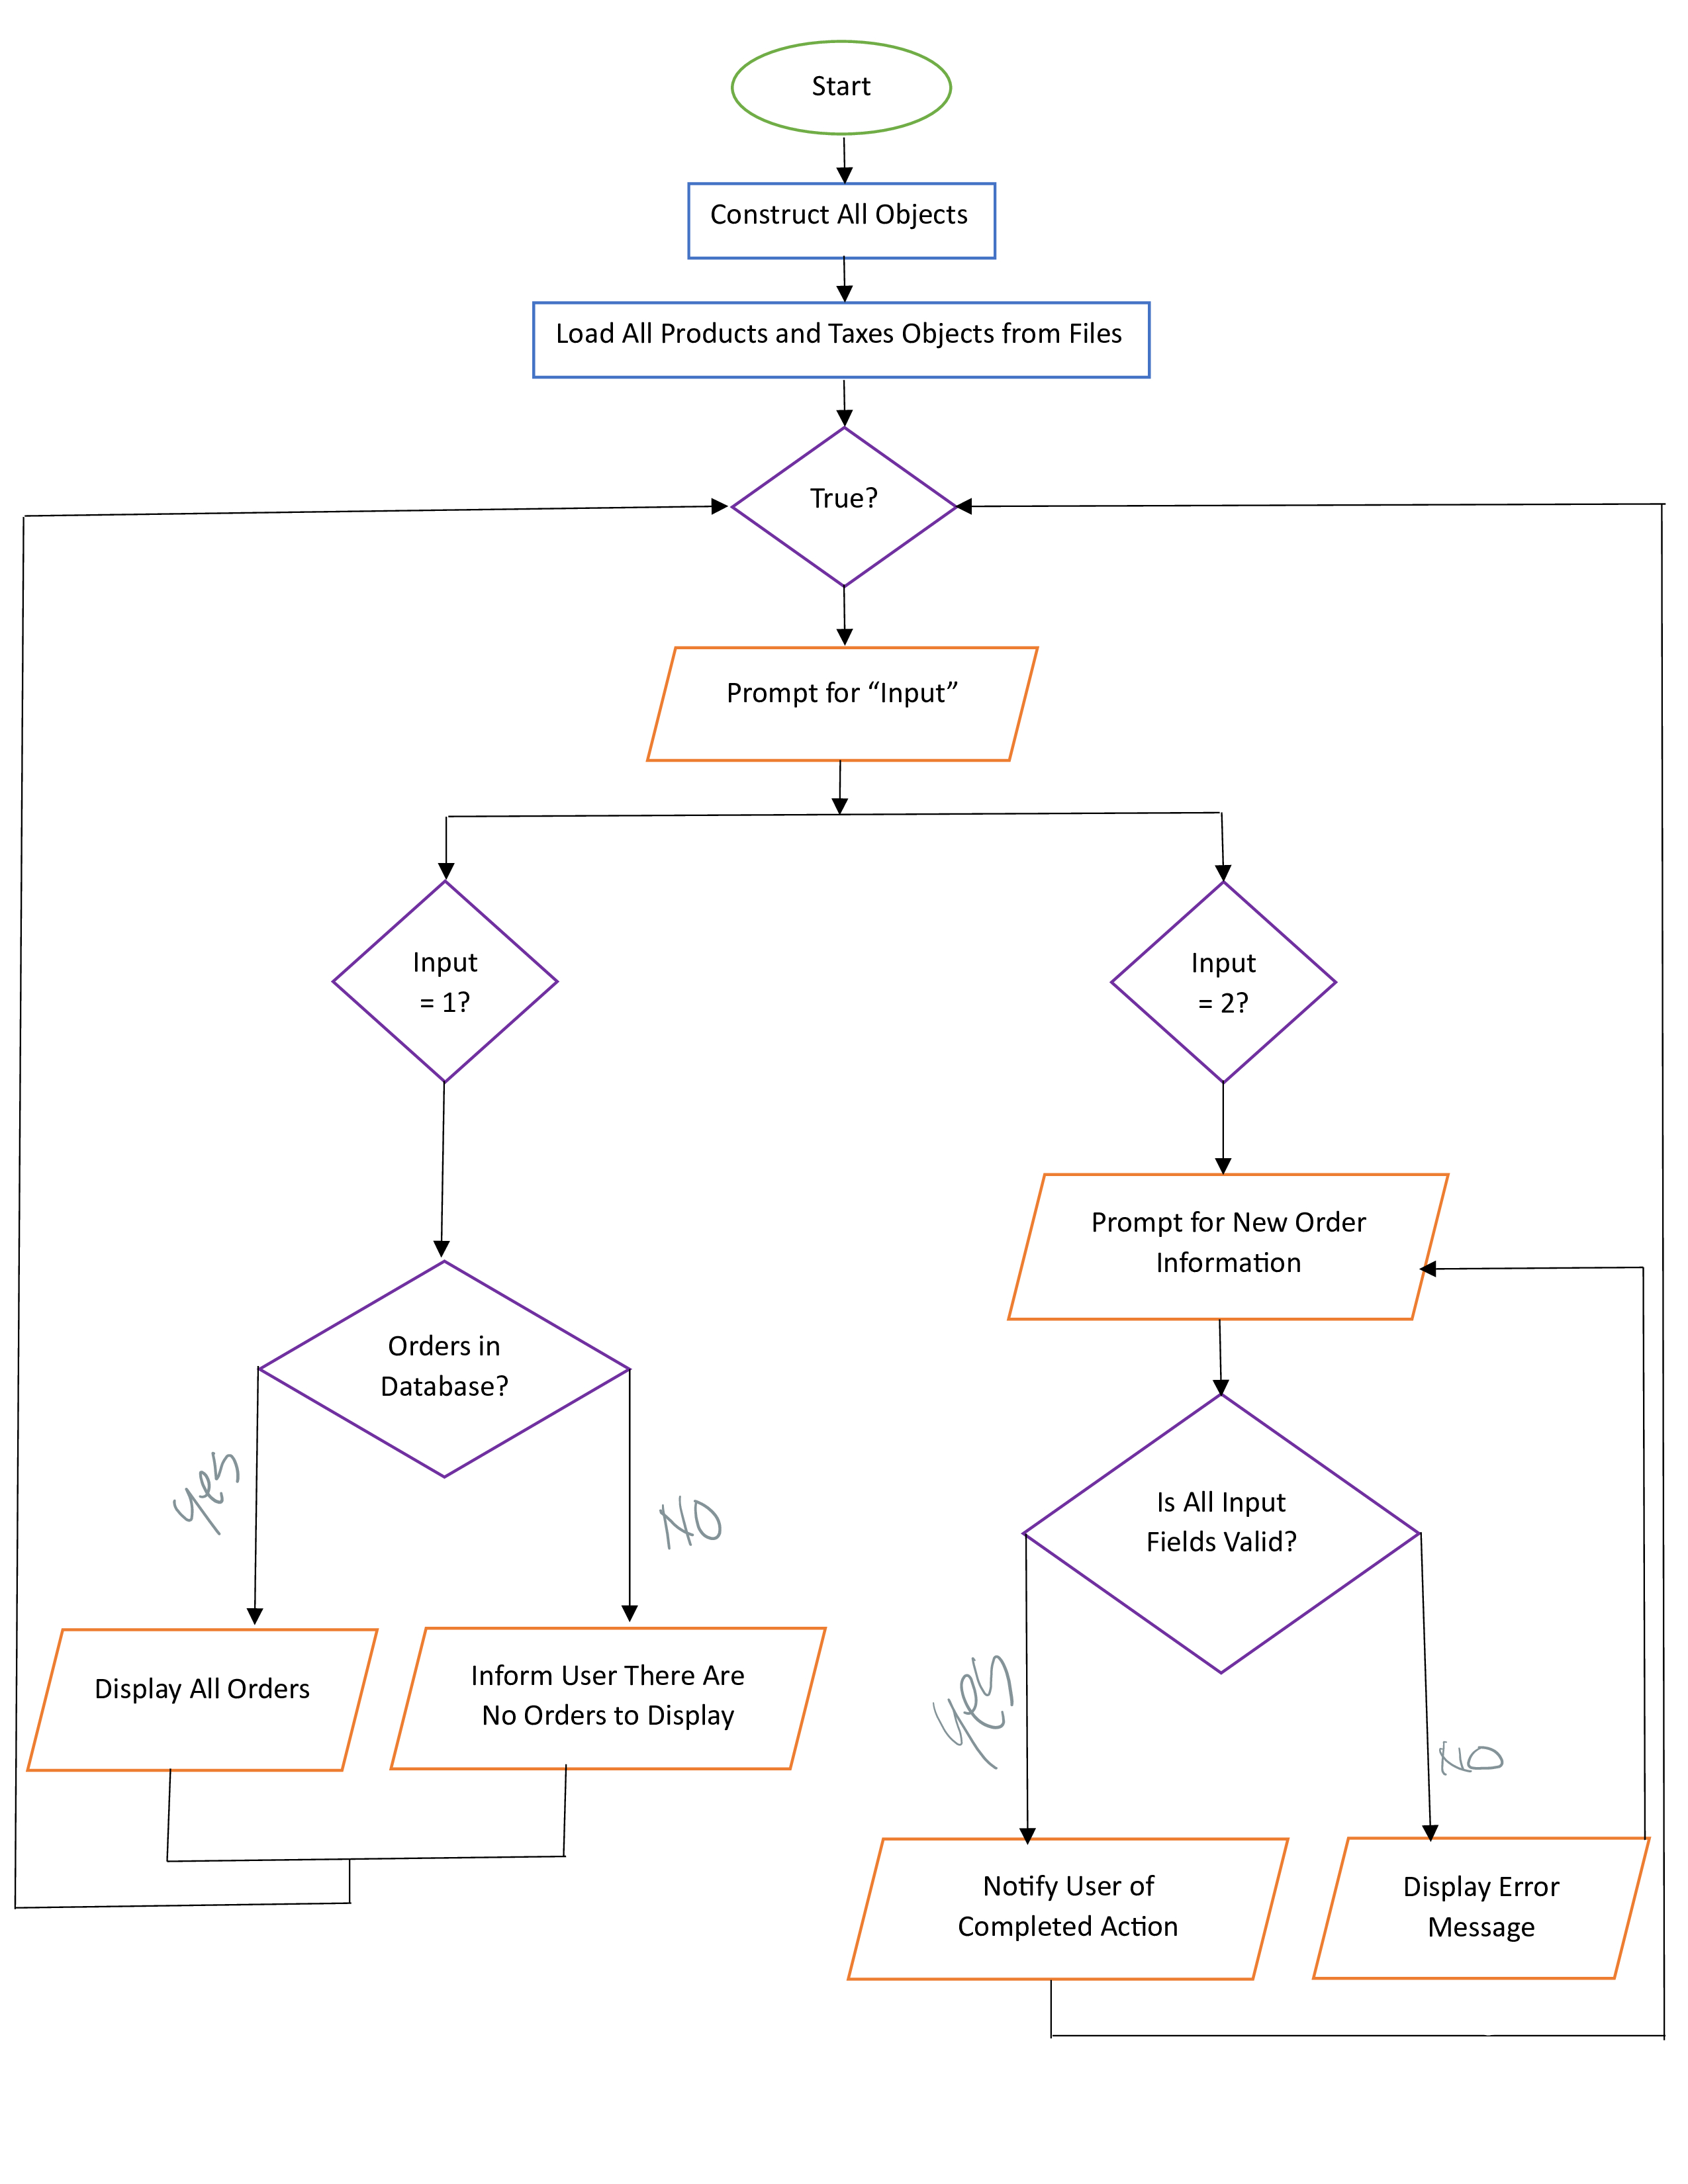 Start
Construct All Objects
Load All Products and Taxes Objects from Files
True?
Prompt for “Input”
Input
= 1?
Input
= 2?
Prompt for New Order
Information
Orders in
Database?
yes
NO
Is All Input
Fields Valid?
yes
NO
Display All Orders
Inform User There Are
No Orders to Display
Notify User of
Completed Action
Display Error
Message